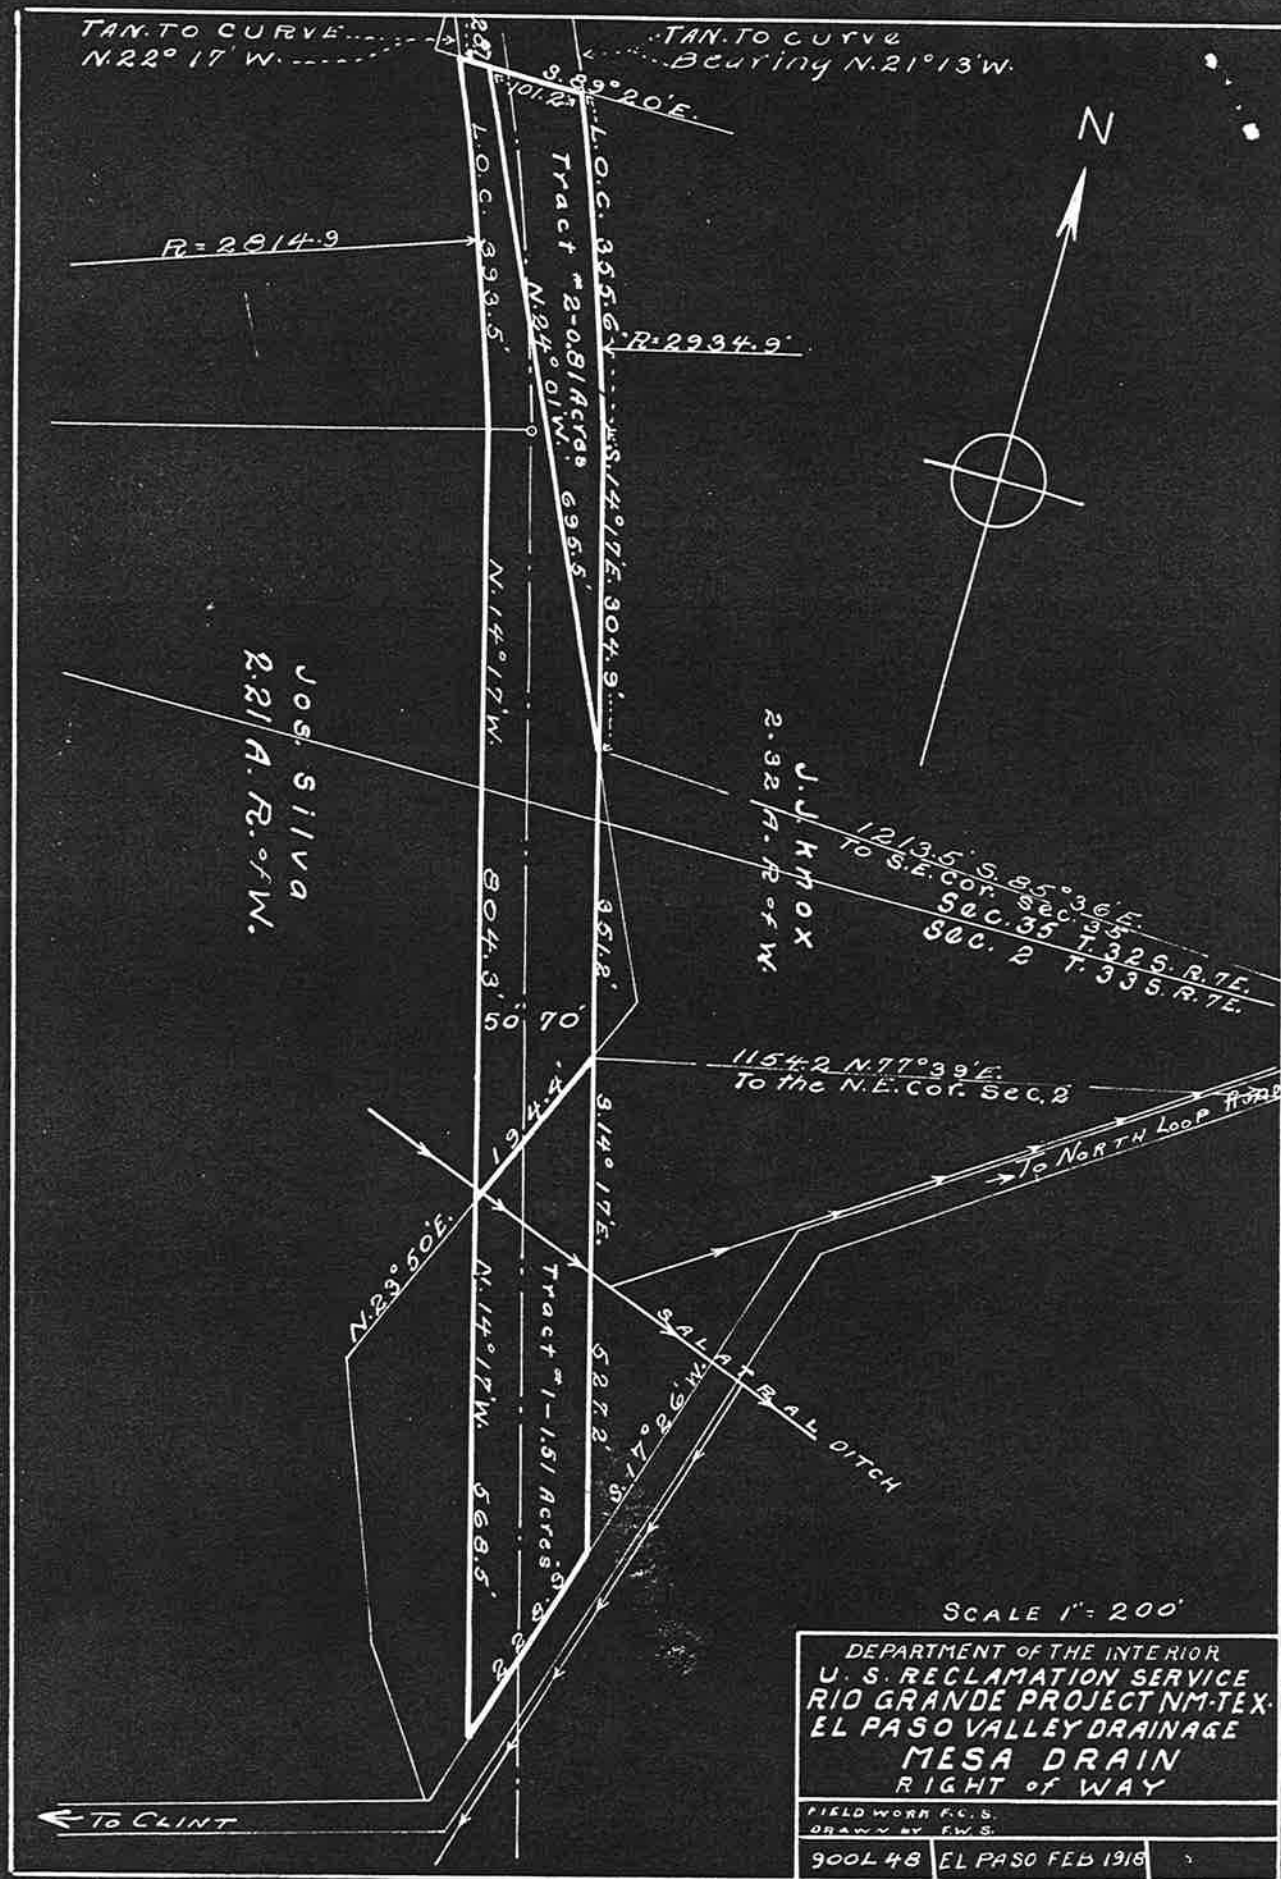 TAN. TO CURVE
N. 22° 17' W.
TAN. TO CURVE
Bearing N. 21° 13' W.
28.7
S. 89° 20' E.
101.2'
N
L.O.C. 393.5'
R = 2814.9
Tract #2-0.81 Acres
N. 24° 01' W. 695.5'
L.O.C. 355.6'
R = 2934.9'
S. 14° 17' E. 304.9'
N. 14° 17' W. 804.3'
Jos. Silva
2.21 A. R. of W.
J.J. Knox
2.32 A. R of W.
1213.5' S. 85° 36' E.
To S.E. Cor. Sec. 35
Sec. 35 T. 32 S. R. 7E.
Sec. 2 T. 33 S. R. 7E.
351.2'
50' 70'
1154.2 N. 77° 39' E.
To the N.E. Cor. Sec. 2
194.4'
To NORTH LOOP ROAD
N. 23° 50' E.
S. 14° 17' E. 527.2'
N. 14° 17' W. 568.5'
Tract #1-1.51 Acres
SALATRAL DITCH
S. 17° 26' W.
228.9'
To CLINT
SCALE 1" = 200'
DEPARTMENT OF THE INTERIOR
U. S. RECLAMATION SERVICE
RIO GRANDE PROJECT NM-TEX.
EL PASO VALLEY DRAINAGE
MESA DRAIN
RIGHT of WAY
FIELD WORK F.C.S.
DRAWN BY F.W.S.
900L 48 EL PASO FEB 1918